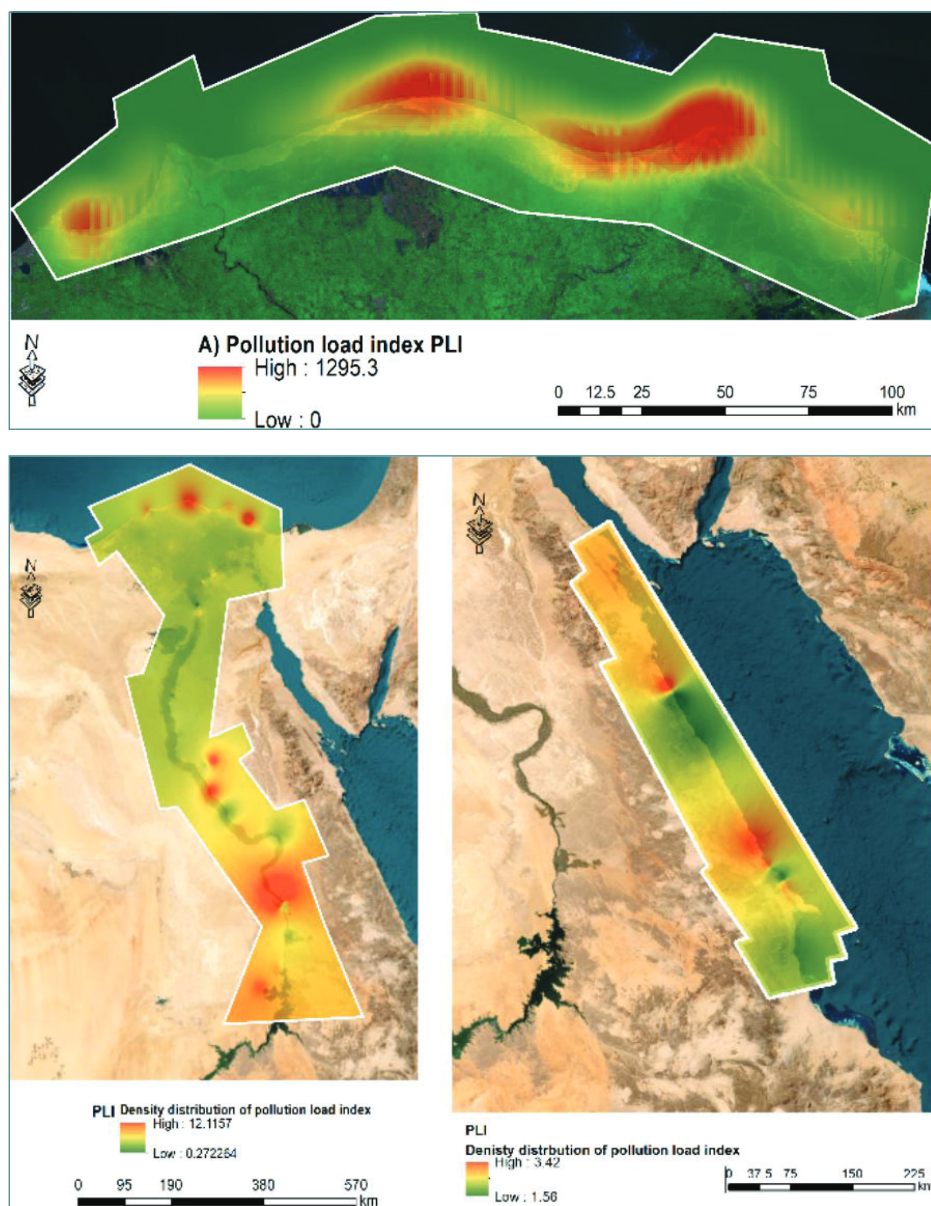 N
A) Pollution load index PLI
High : 1295.3
Low : 0
0 12.5 25 50 75 100
km
N
N
PLI Density distribution of pollution load index
High : 12.1157
Low : 0.272264
0 95 190 380 570
km
PLI
Denisty distrbution of pollution load index
High : 3.42
Low : 1.56
0 37.5 75 150 225
km